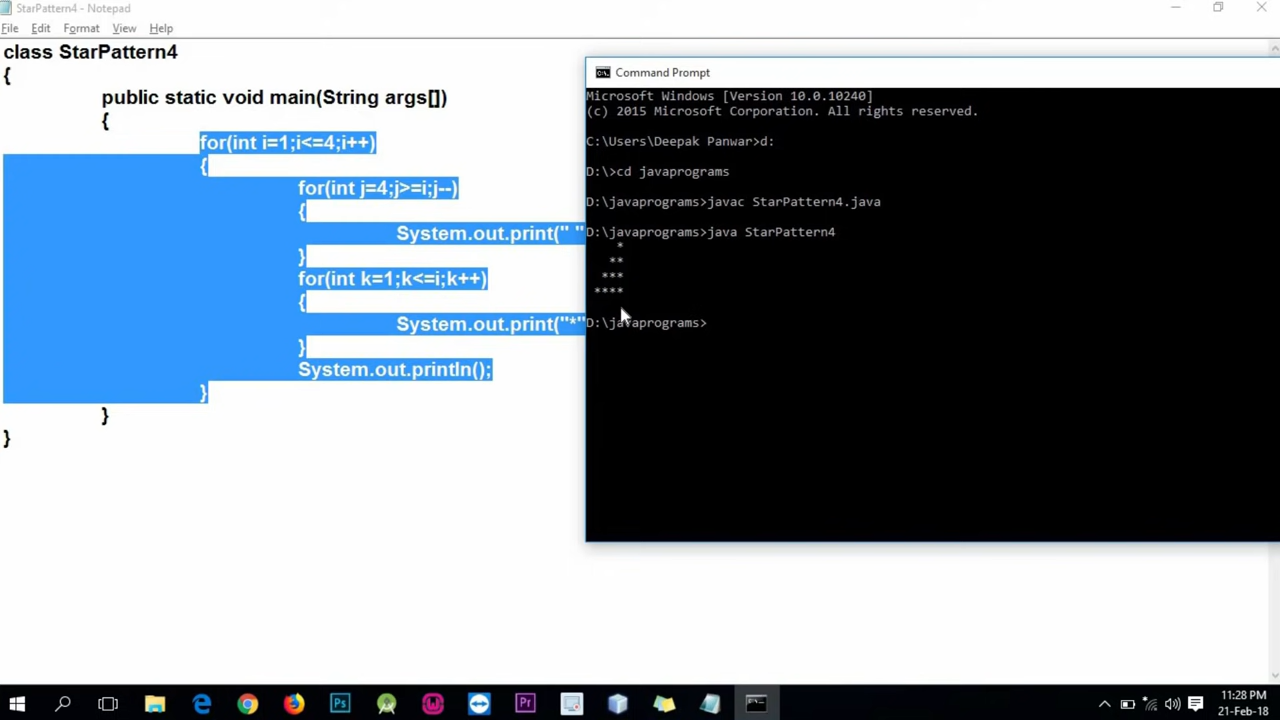 StarPattern4 - Notepad
File Edit Format View Help
class StarPattern4
{
public static void main(String args[])
{
for(int i=1;i<=4;i++)
{
for(int j=4;j>=i;j--)
{
System.out.print(" "
}
for(int k=1;k<=i;k++)
{
System.out.print("*"
}
System.out.println();
}
}
}
Command Prompt
Microsoft Windows [Version 10.0.10240]
(c) 2015 Microsoft Corporation. All rights reserved.
C:\Users\Deepak Panwar>d:
D:\>cd javaprograms
D:\javaprograms>javac StarPattern4.java
D:\javaprograms>java StarPattern4
*
**
***
****
D:\javaprograms>
Ps
Pr
11:28 PM
21-Feb-18